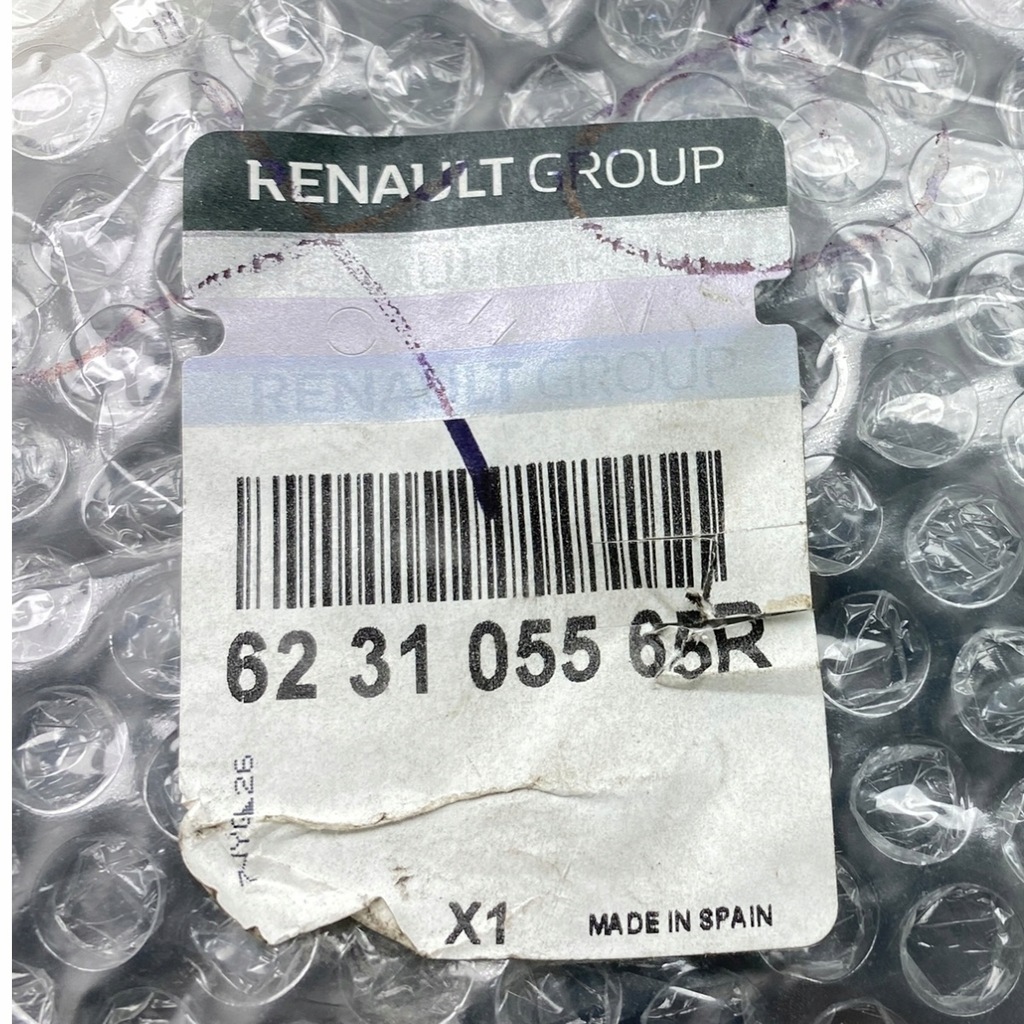 RENAULT GROUP
RENAULT GROUP
62 31 055 65R
X1
MADE IN SPAIN